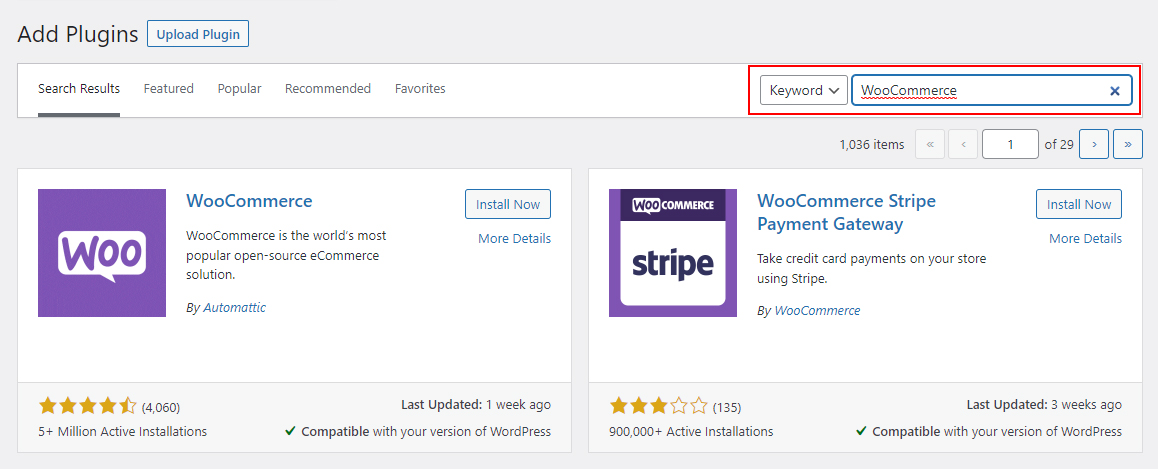 Add Plugins Upload Plugin
Search Results Featured Popular Recommended Favorites Keyword WooCommerce
1,036 items « ‹ 1 of 29 › »
Woo
WooCommerce
Install Now
More Details
WooCommerce is the world's most
popular open-source eCommerce
solution.
By Automattic
(4,060)
Last Updated: 1 week ago
5+ Million Active Installations
Compatible with your version of WordPress
WOO COMMERCE
stripe
WooCommerce Stripe
Payment Gateway
Install Now
More Details
Take credit card payments on your store
using Stripe.
By WooCommerce
(135)
Last Updated: 3 weeks ago
900,000+ Active Installations
Compatible with your version of WordPress